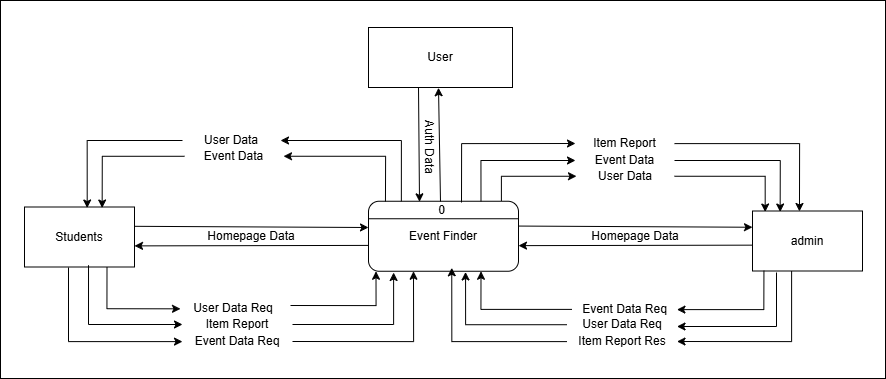 User
Auth Data
User Data
Event Data
Item Report
Event Data
User Data
0
Students
Homepage Data
Event Finder
Homepage Data
admin
User Data Req
Item Report
Event Data Req
Event Data Req
User Data Req
Item Report Res